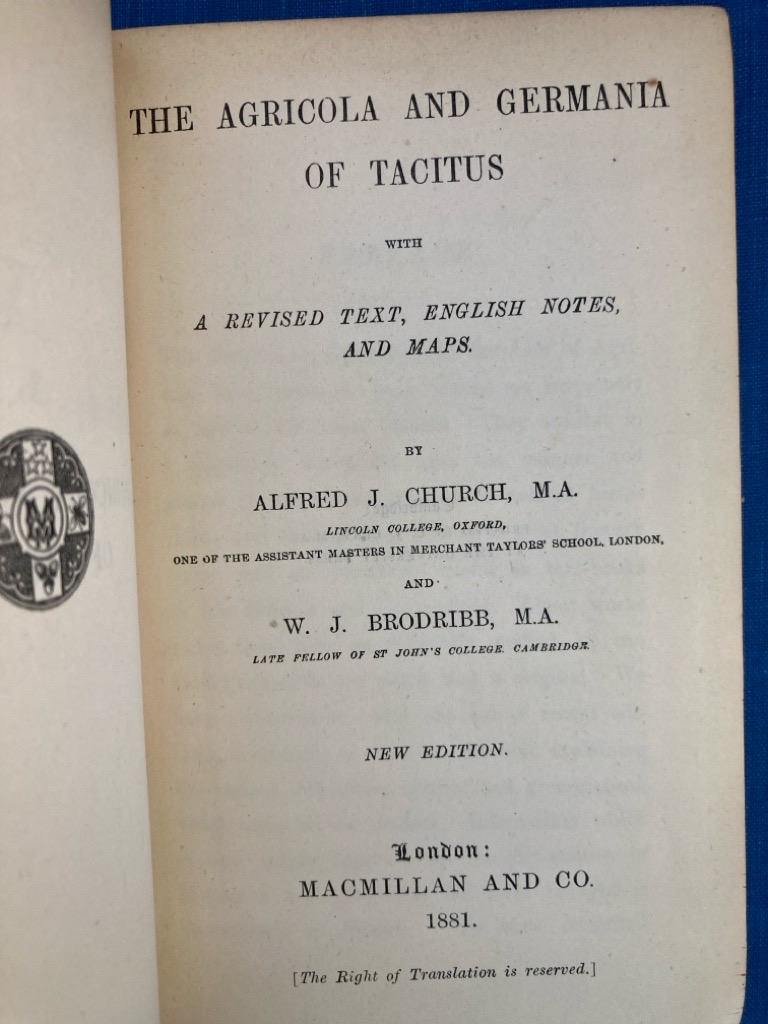 THE AGRICOLA AND GERMANIA
OF TACITUS
WITH
A REVISED TEXT, ENGLISH NOTES,
AND MAPS.
BY
ALFRED J. CHURCH, M.A.
LINCOLN COLLEGE, OXFORD,
ONE OF THE ASSISTANT MASTERS IN MERCHANT TAYLORS' SCHOOL, LONDON,
AND
W. J. BRODRIBB, M.A.
LATE FELLOW OF ST JOHN'S COLLEGE. CAMBRIDGE.
NEW EDITION.
London:
MACMILLAN AND CO.
1881.
[The Right of Translation is reserved.]